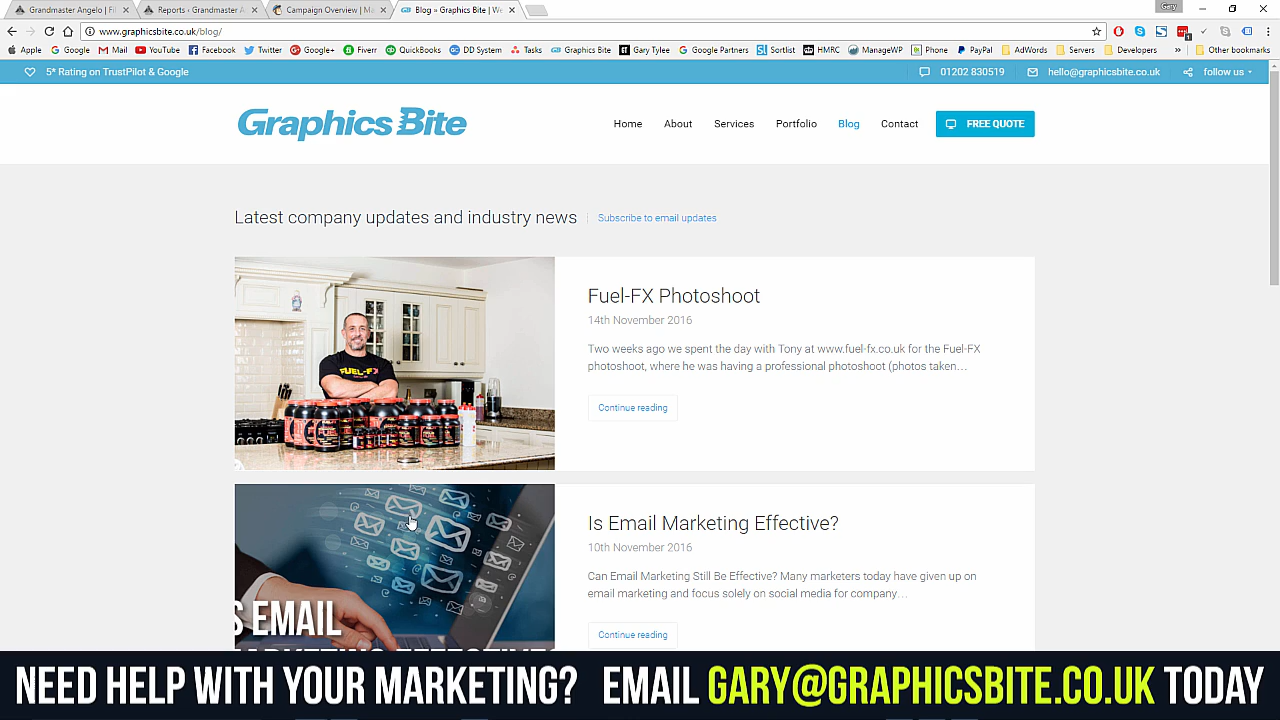 Gary
Grandmaster Angelo | Fi
Reports ‹ Grandmaster A
Campaign Overview | Ma
Blog » Graphics Bite | We
www.graphicsbite.co.uk/blog/
Apple Google Gmail YouTube Facebook Twitter Google+ Fiverr QuickBooks DD System Tasks Graphics Bite Gary Tylee Google Partners Sortlist HMRC ManageWP Phone PayPal AdWords Servers Developers » Other bookmarks
5* Rating on TrustPilot & Google 01202 830519 hello@graphicsbite.co.uk follow us
Graphics Bite
Home About Services Portfolio Blog Contact FREE QUOTE
Latest company updates and industry news Subscribe to email updates
FUEL-FX
Fuel-FX Photoshoot
14th November 2016
Two weeks ago we spent the day with Tony at www.fuel-fx.co.uk for the Fuel-FX
photoshoot, where he was having a professional photoshoot (photos taken…
Continue reading
Is Email Marketing Effective?
10th November 2016
Can Email Marketing Still Be Effective? Many marketers today have given up on
email marketing and focus solely on social media for company…
Continue reading
S EMAIL
NEED HELP WITH YOUR MARKETING? EMAIL GARY@GRAPHICSBITE.CO.UK TODAY